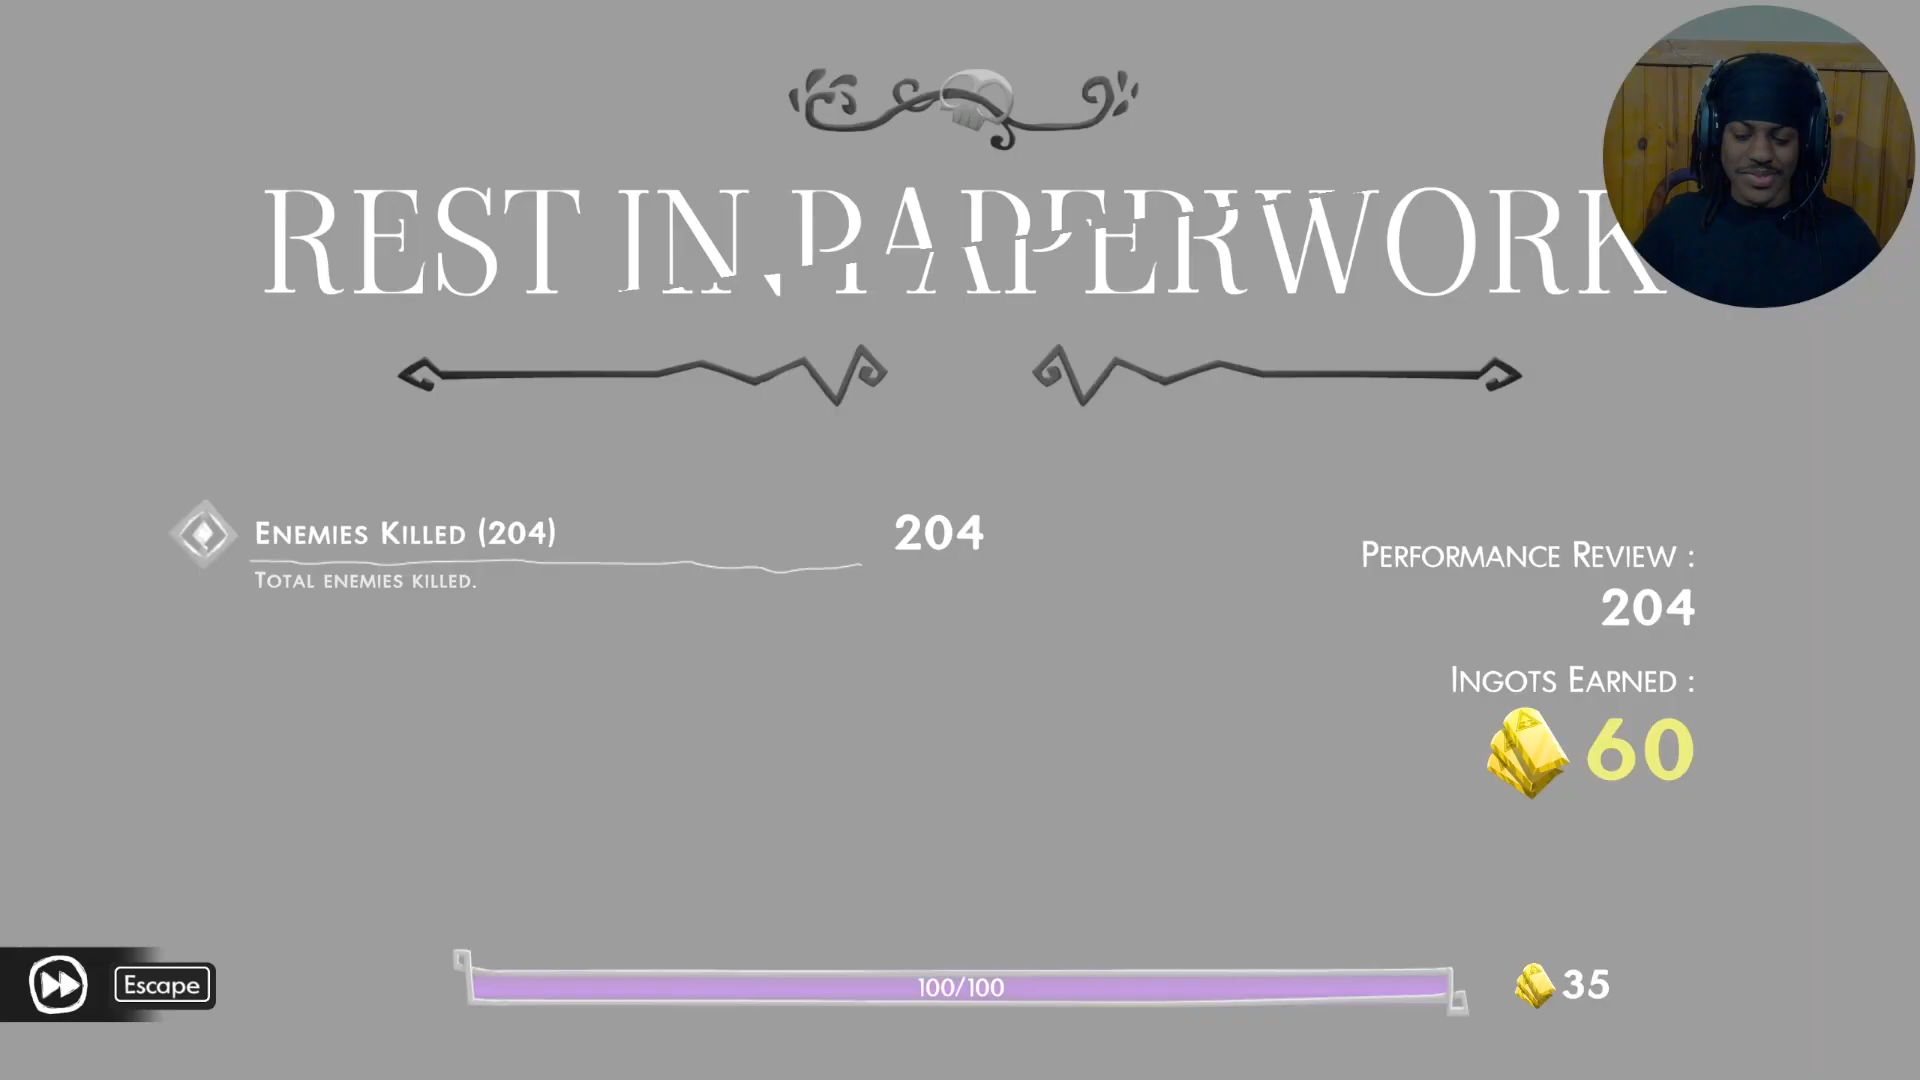 REST IN PAPERWORK
ENEMIES KILLED (204)
204
TOTAL ENEMIES KILLED.
PERFORMANCE REVIEW :
204
INGOTS EARNED :
60
Escape
100/100
35